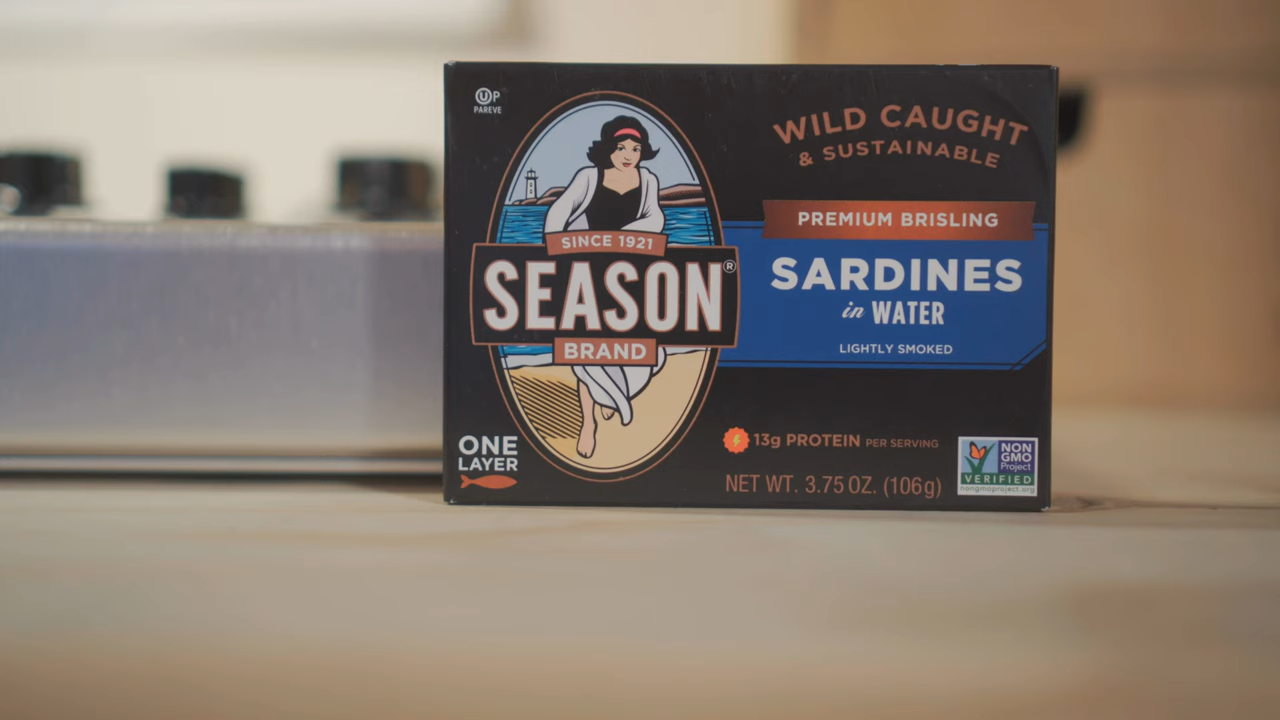 UP
PAREVE
WILD CAUGHT
& SUSTAINABLE
PREMIUM BRISLING
SINCE 1921
SEASON®
BRAND
SARDINES
in WATER
LIGHTLY SMOKED
ONE
LAYER
13g PROTEIN PER SERVING
NET WT. 3.75 OZ. (106g)
NON
GMO
Project
VERIFIED
nongmoproject.org